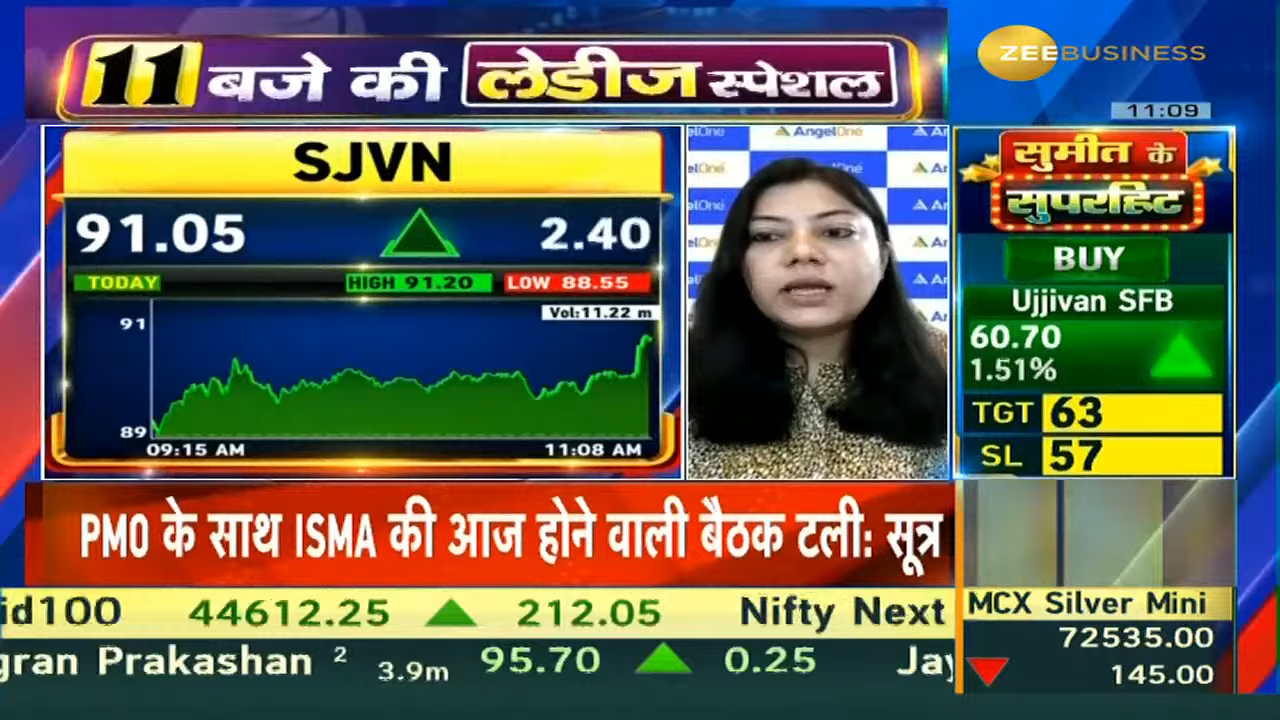 11 बजे की लेडीज स्पेशल
ZEEBUSINESS
11:09
SJVN
91.05 2.40
TODAY HIGH 91.20 LOW 88.55
Vol:11.22 m
91
89
09:15 AM 11:08 AM
AngelOne
सुमीत के
सुपरहिट
BUY
Ujjivan SFB
60.70
1.51%
TGT 63
SL 57
PMO के साथ ISMA की आज होने वाली बैठक टली: सूत्र
id100 44612.25 212.05 Nifty Next
gran Prakashan 2 3.9m 95.70 0.25 Jay
MCX Silver Mini
72535.00
145.00